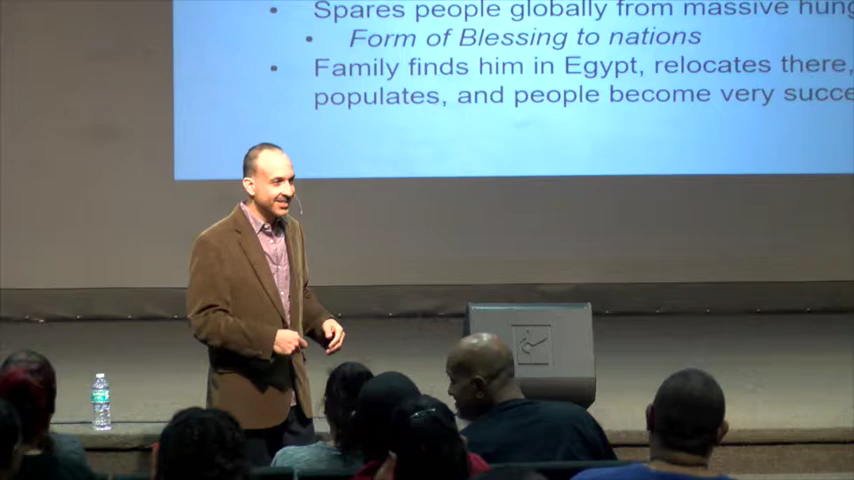 Spares people globally from massive hung
Form of Blessing to nations
Family finds him in Egypt, relocates there,
populates, and people become very succe